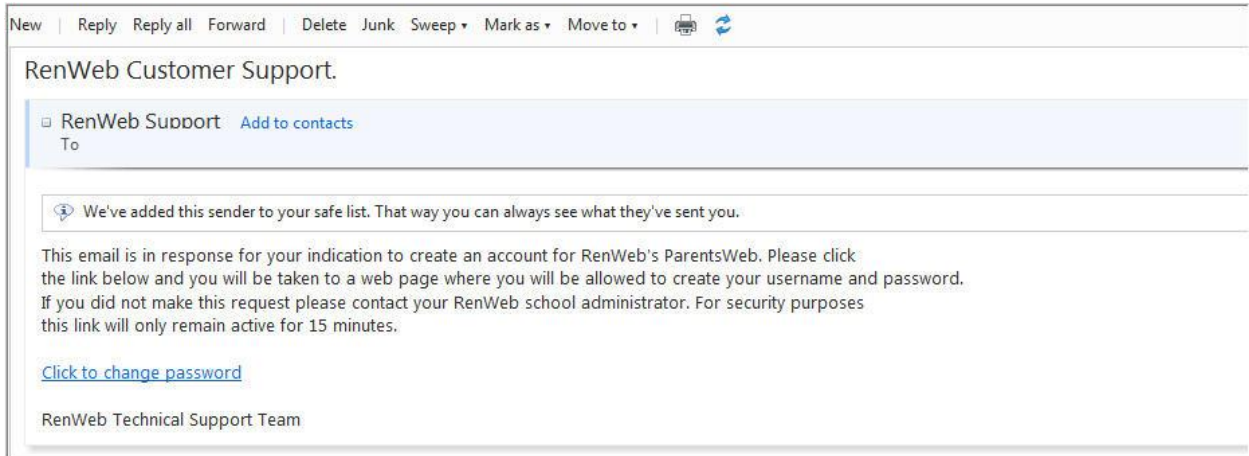 New | Reply Reply all Forward | Delete Junk Sweep Mark as Move to |
RenWeb Customer Support.
RenWeb Support Add to contacts
To
We've added this sender to your safe list. That way you can always see what they've sent you.
This email is in response for your indication to create an account for RenWeb's ParentsWeb. Please click
the link below and you will be taken to a web page where you will be allowed to create your username and password.
If you did not make this request please contact your RenWeb school administrator. For security purposes
this link will only remain active for 15 minutes.
Click to change password
RenWeb Technical Support Team